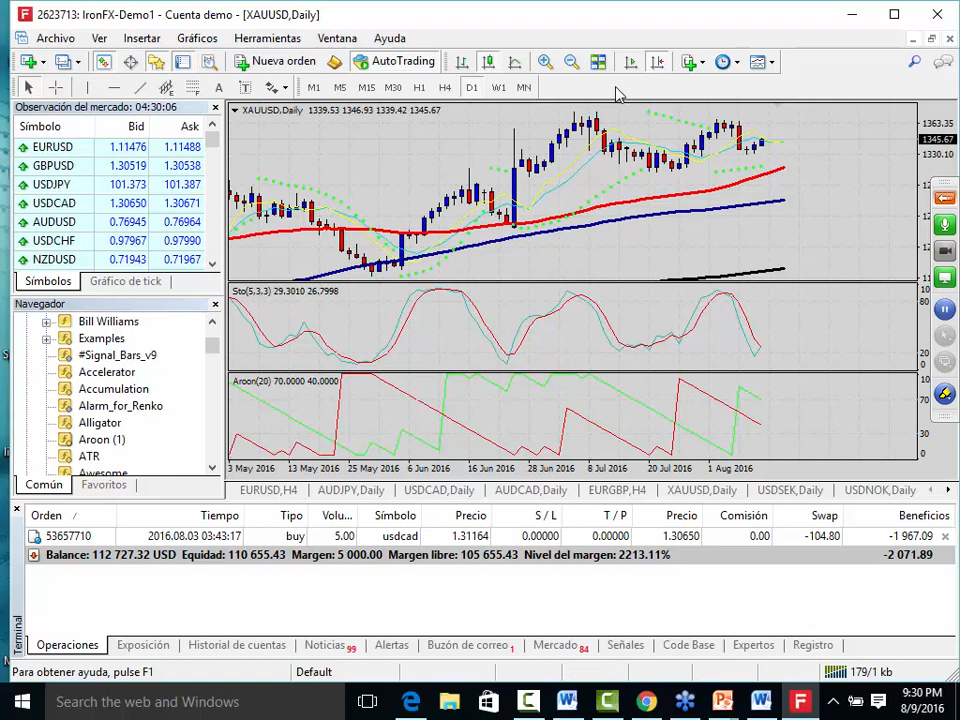 2623713: IronFX-Demo1 - Cuenta demo - [XAUUSD,Daily]
Archivo Ver Insertar Gráficos Herramientas Ventana Ayuda
Nueva orden AutoTrading
A T M1 M5 M15 M30 H1 H4 D1 W1 MN
Observación del mercado: 04:30:06
Símbolo Bid Ask
EURUSD 1.11476 1.11488
GBPUSD 1.30519 1.30538
USDJPY 101.373 101.387
USDCAD 1.30650 1.30671
AUDUSD 0.76945 0.76964
USDCHF 0.97967 0.97990
NZDUSD 0.71943 0.71967
Símbolos Gráfico de tick
Navegador
Bill Williams
Examples
#Signal_Bars_v9
Accelerator
Accumulation
Alarm_for_Renko
Alligator
Aroon (1)
ATR
Awesome
Común Favoritos
XAUUSD,Daily 1339.53 1346.93 1339.42 1345.67
1363.35
1345.67
1330.10
Sto(5,3,3) 29.3010 26.7998
80
20
0
Aroon(20) 70.0000 40.0000
70
30
0
3 May 2016 13 May 2016 25 May 2016 6 Jun 2016 16 Jun 2016 28 Jun 2016 8 Jul 2016 20 Jul 2016 1 Aug 2016
EURUSD,H4 AUDJPY,Daily USDCAD,Daily AUDCAD,Daily EURGBP,H4 XAUUSD,Daily USDSEK,Daily USDNOK,Daily
Orden Tiempo Tipo Volu... Símbolo Precio S / L T / P Precio Comisión Swap Beneficios
53657710 2016.08.03 03:43:17 buy 5.00 usdcad 1.31164 0.00000 0.00000 1.30650 0.00 -104.80 -1 967.09
Balance: 112 727.32 USD Equidad: 110 655.43 Margen: 5 000.00 Margen libre: 105 655.43 Nivel del margen: 2213.11% -2 071.89
Terminal
Operaciones Exposición Historial de cuentas Noticias 99 Alertas Buzón de correo 1 Mercado 84 Señales Code Base Expertos Registro
Para obtener ayuda, pulse F1 Default 179/1 kb
Search the web and Windows
9:30 PM
8/9/2016